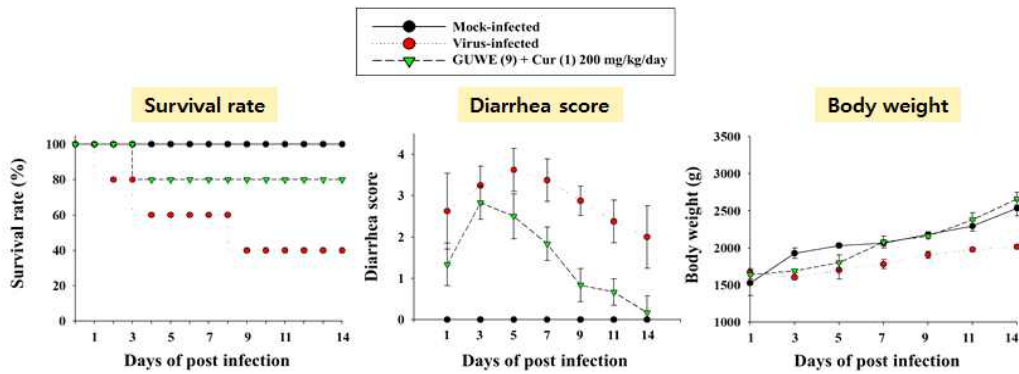 Mock-infected
Virus-infected
GUWE (9) + Cur (1) 200 mg/kg/day
Survival rate
Diarrhea score
Body weight
Survival rate (%)
100
80
60
40
20
0
1 3 5 7 9 11 14
Days of post infection
Diarrhea score
4
3
2
1
0
1 3 5 7 9 11 14
Days of post infection
Body weight (g)
3000
2500
2000
1500
1000
1 3 5 7 9 11 14
Days of post infection